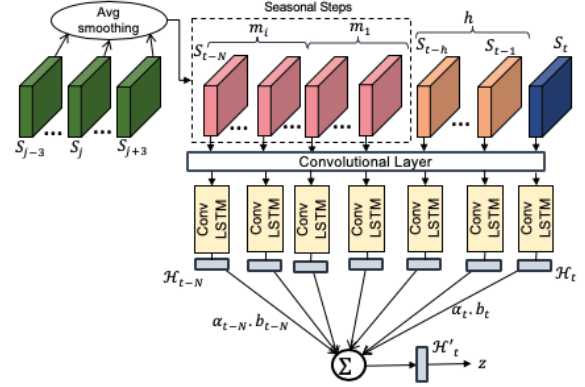 Avg
smoothing
Seasonal Steps
m_i
m_1
h
S_{t-N}
S_{t-h}
S_{t-1}
S_t
...
...
...
...
...
...
S_{j-3}
S_j
S_{j+3}
Convolutional Layer
Conv LSTM
Conv LSTM
Conv LSTM
Conv LSTM
Conv LSTM
Conv LSTM
Conv LSTM
ℋ_{t-N}
ℋ_t
α_{t-N}.b_{t-N}
α_t.b_t
Σ
ℋ'_t
z